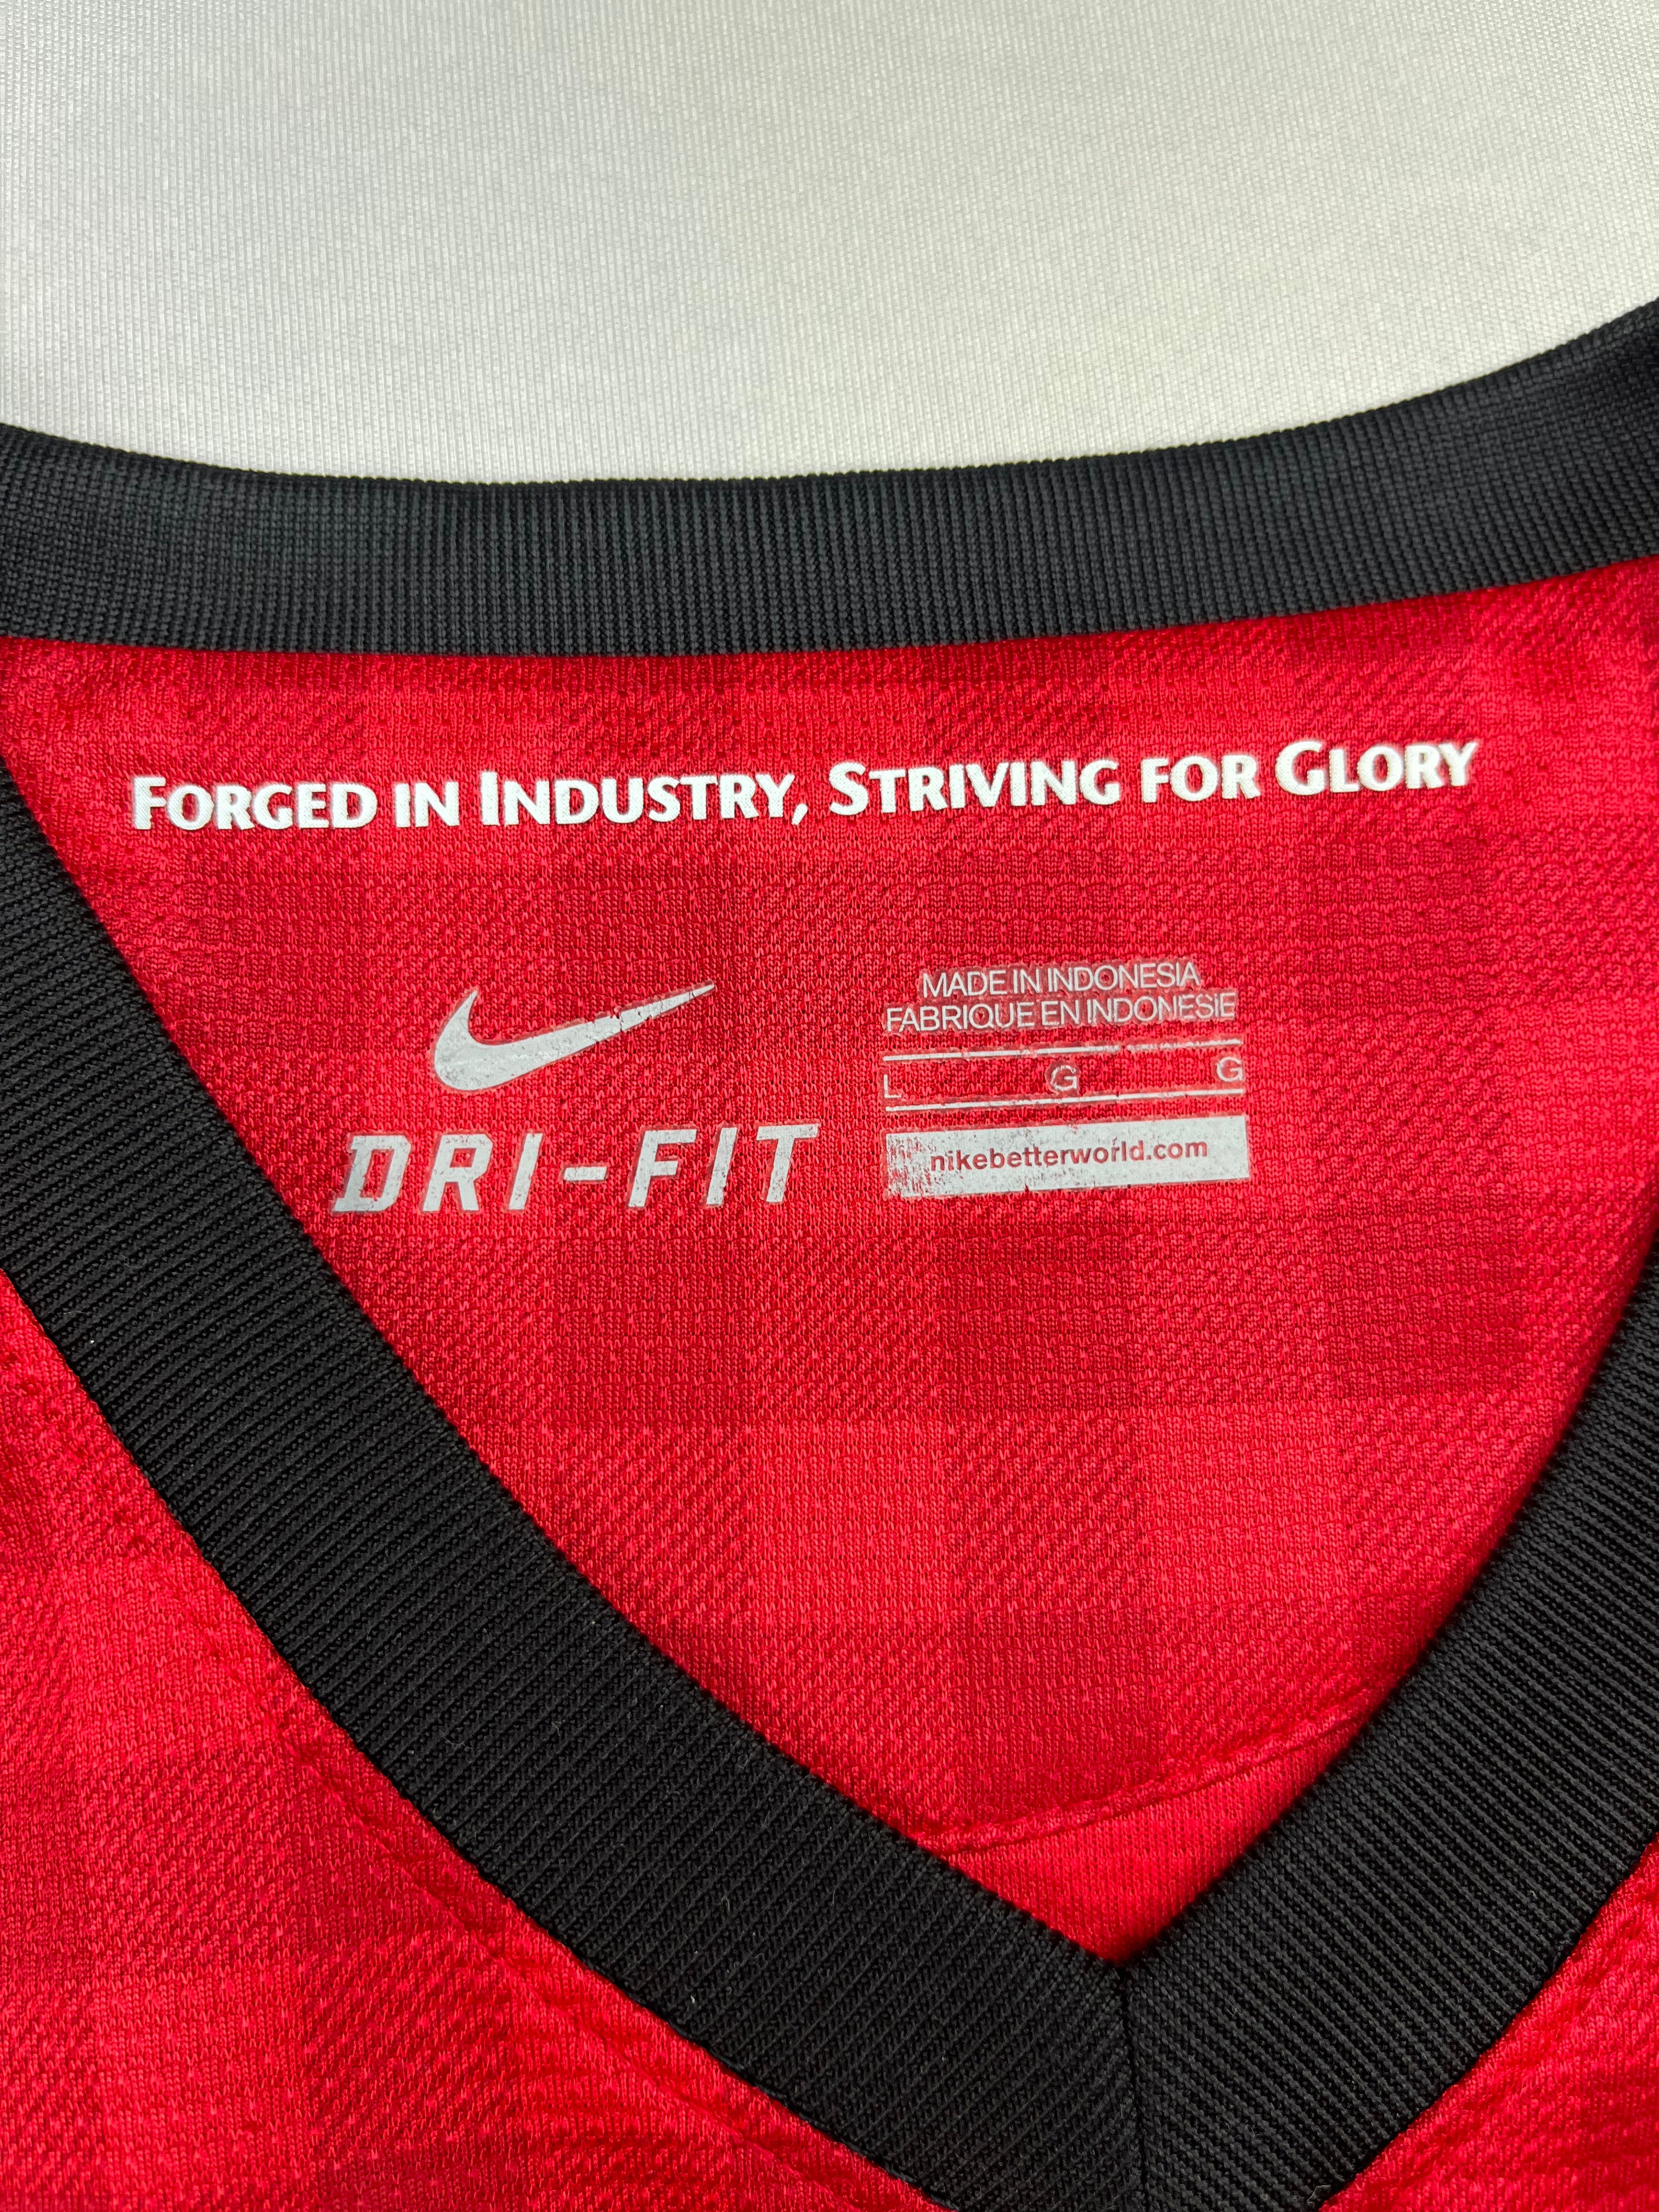 FORGED IN INDUSTRY, STRIVING FOR GLORY
MADE IN INDONESIA
FABRIQUE EN INDONESIE
L G G
nikebetterworld.com
DRI-FIT